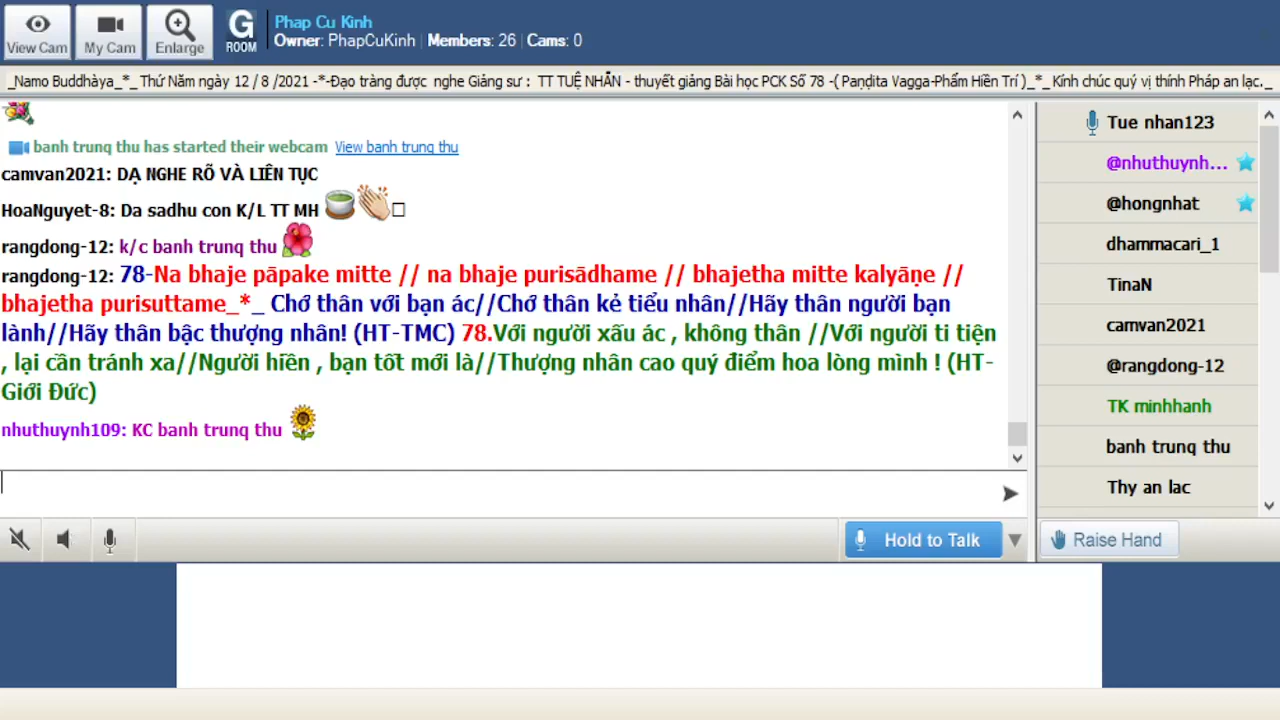 View Cam
My Cam
Enlarge
G
ROOM
Phap Cu Kinh
Owner: PhapCuKinh | Members: 26 | Cams: 0
_Namo Buddhàya_*_ Thứ Năm ngày 12 / 8 /2021 -*-Đạo tràng được nghe Giảng sư : TT TUỆ NHẪN - thuyết giảng Bài học PCK Số 78 -( Paṇḍita Vagga-Phẩm Hiền Trí )_*_ Kính chúc quý vị thính Pháp an lạc._
banh trunq thu has started their webcam View banh trunq thu
camvan2021: DẠ NGHE RÕ VÀ LIÊN TỤC
HoaNguyet-8: Da sadhu con K/L TT MH
rangdong-12: k/c banh trunq thu
rangdong-12: 78-Na bhaje pāpake mitte // na bhaje purisādhame // bhajetha mitte kalyāṇe //
bhajetha purisuttame_*_ Chớ thân với bạn ác//Chớ thân kẻ tiểu nhân//Hãy thân người bạn
lành//Hãy thân bậc thượng nhân! (HT-TMC) 78.Với người xấu ác , không thân //Với người ti tiện
, lại cần tránh xa//Người hiền , bạn tốt mới là//Thượng nhân cao quý điểm hoa lòng mình ! (HT-
Giới Đức)
nhuthuynh109: KC banh trunq thu
Hold to Talk
Tue nhan123
@nhuthuynh...
@hongnhat
dhammacari_1
TinaN
camvan2021
@rangdong-12
TK minhhanh
banh trunq thu
Thy an lac
Raise Hand